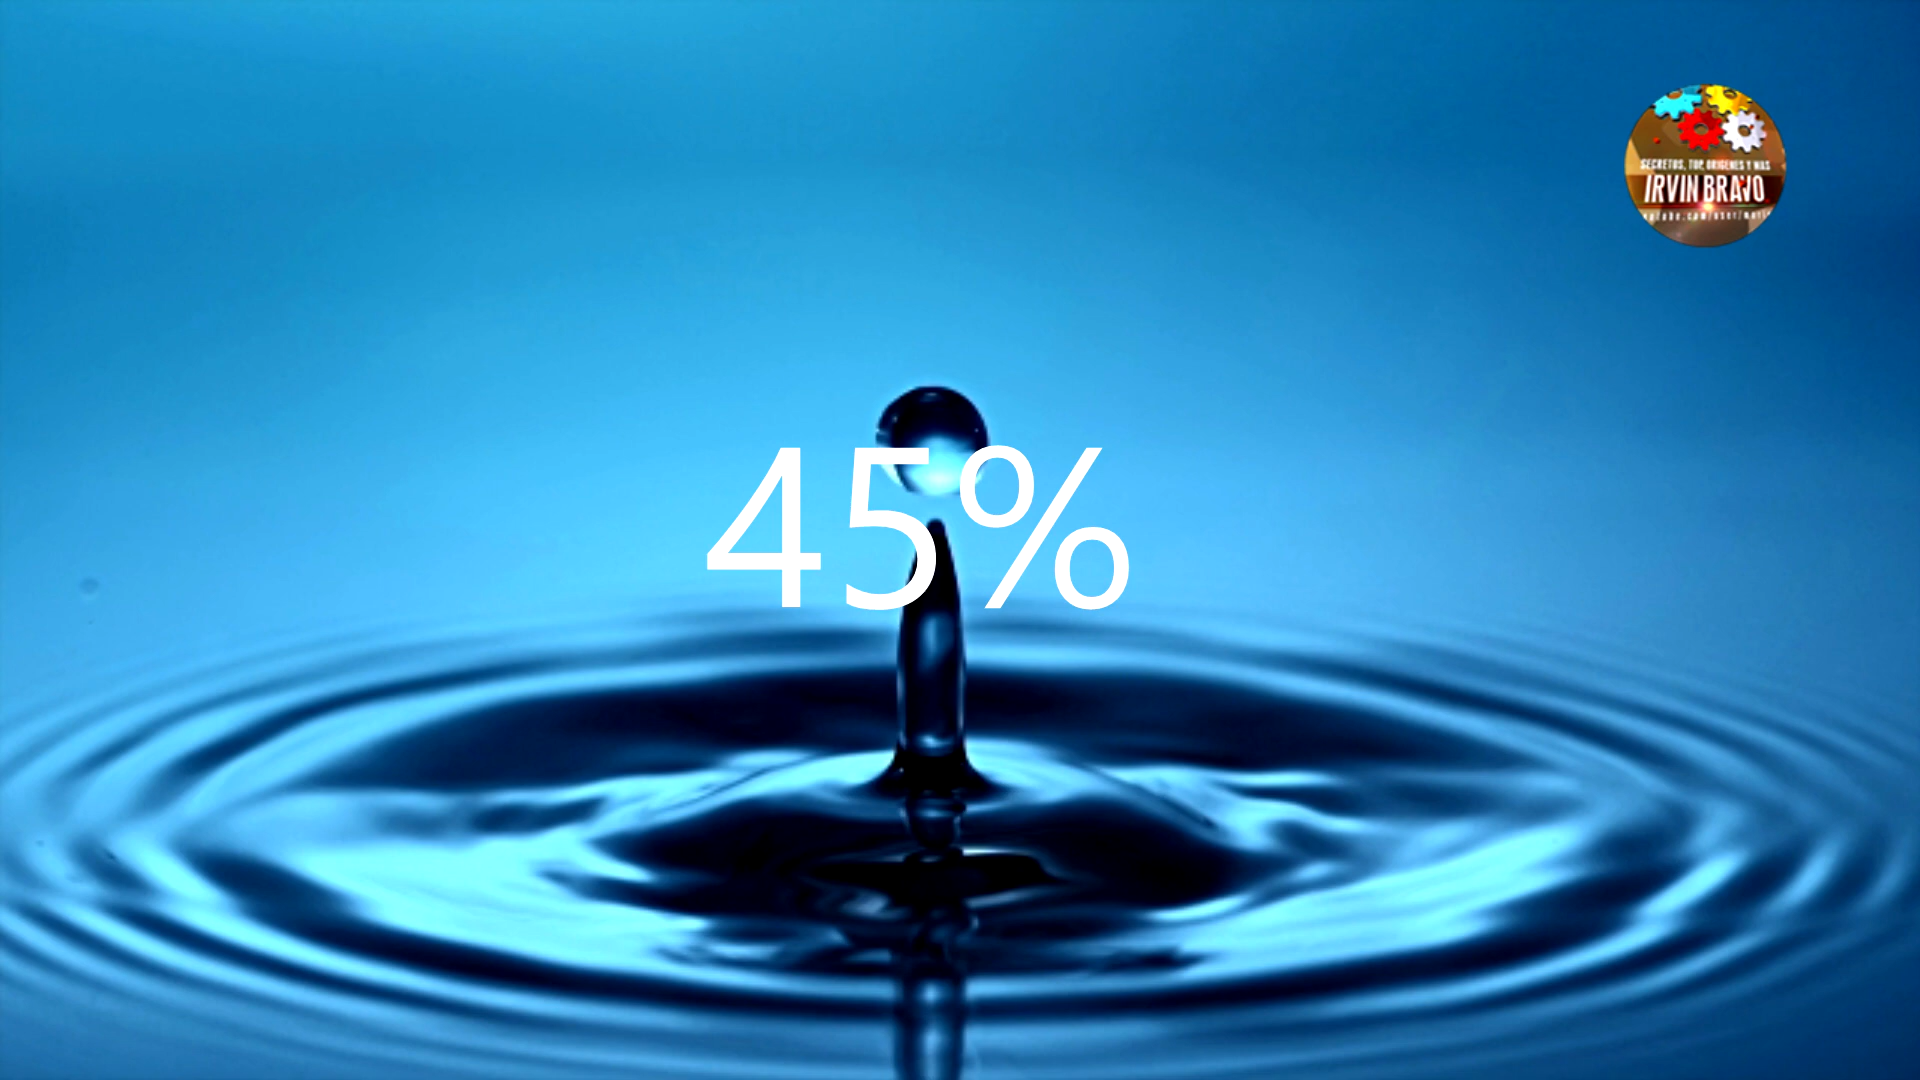 SECRETOS, TOP, ORIGENES Y MAS
IRVIN BRAVO
45%